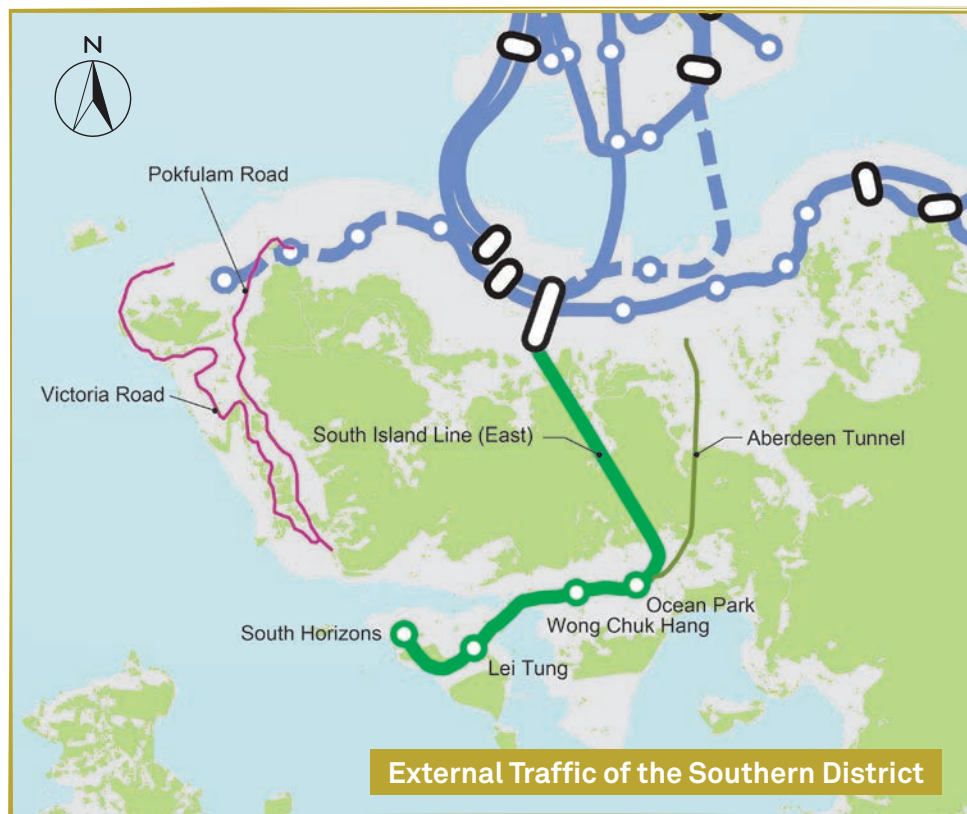 N
Pokfulam Road
Victoria Road
South Island Line (East)
Aberdeen Tunnel
Ocean Park
Wong Chuk Hang
South Horizons
Lei Tung
External Traffic of the Southern District